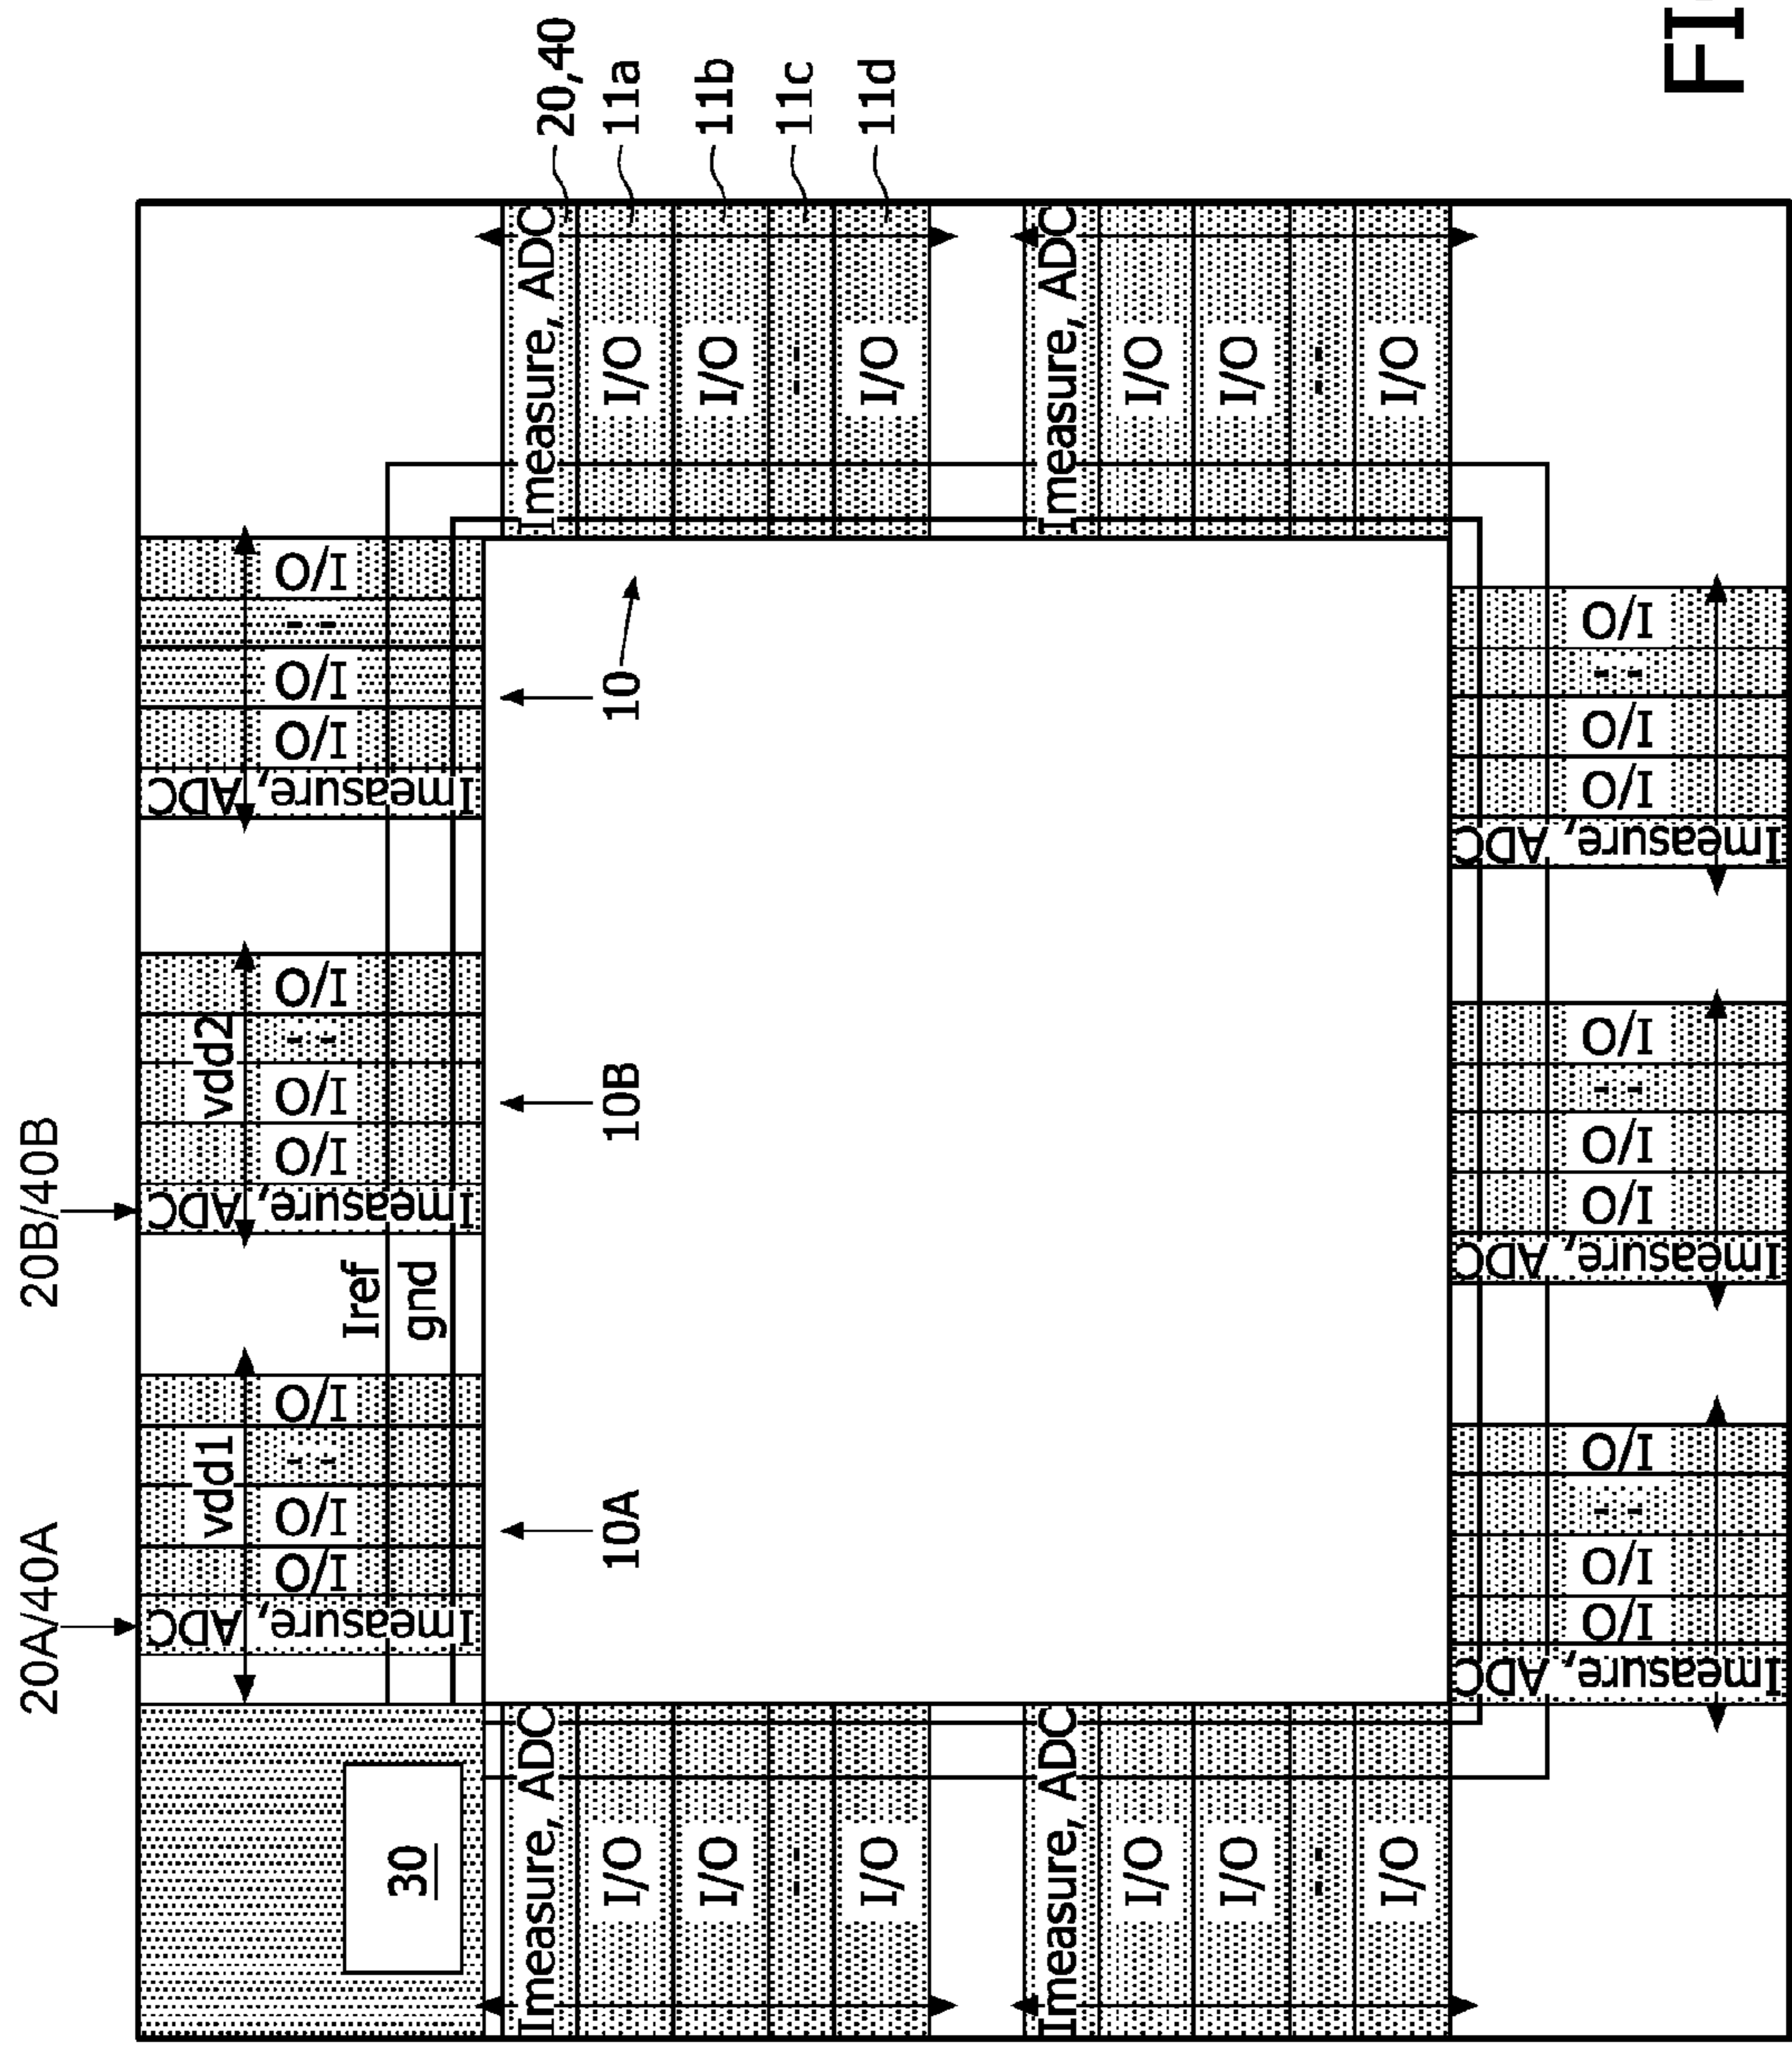 20A/40A
20B/40B
30
Imeasure, ADC
I/O
I/O
--
I/O
vdd1
Iref
gnd
Imeasure, ADC
I/O
I/O
--
I/O
vdd2
Imeasure, ADC
I/O
I/O
--
I/O
20,40
11a
11b
11c
11d
10A
10B
10
Imeasure, ADC
I/O
I/O
--
I/O
Imeasure, ADC
I/O
I/O
--
I/O
Imeasure, ADC
I/O
I/O
--
I/O
Imeasure, ADC
I/O
I/O
--
I/O
Imeasure, ADC
I/O
I/O
--
I/O
Imeasure, ADC
I/O
I/O
--
I/O
Imeasure, ADC
I/O
I/O
--
I/O
FI